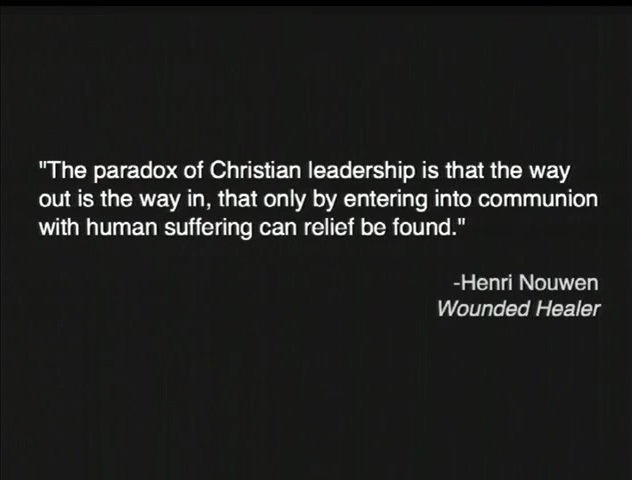 "The paradox of Christian leadership is that the way
out is the way in, that only by entering into communion
with human suffering can relief be found."
-Henri Nouwen
Wounded Healer